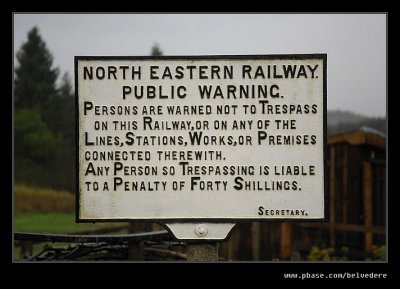 NORTH EASTERN RAILWAY.
PUBLIC WARNING.
PERSONS ARE WARNED NOT TO TRESPASS
ON THIS RAILWAY, OR ON ANY OF THE
LINES, STATIONS, WORKS, OR PREMISES
CONNECTED THEREWITH.
ANY PERSON SO TRESPASSING IS LIABLE
TO A PENALTY OF FORTY SHILLINGS.
SECRETARY.
www.pbase.com/belvedere